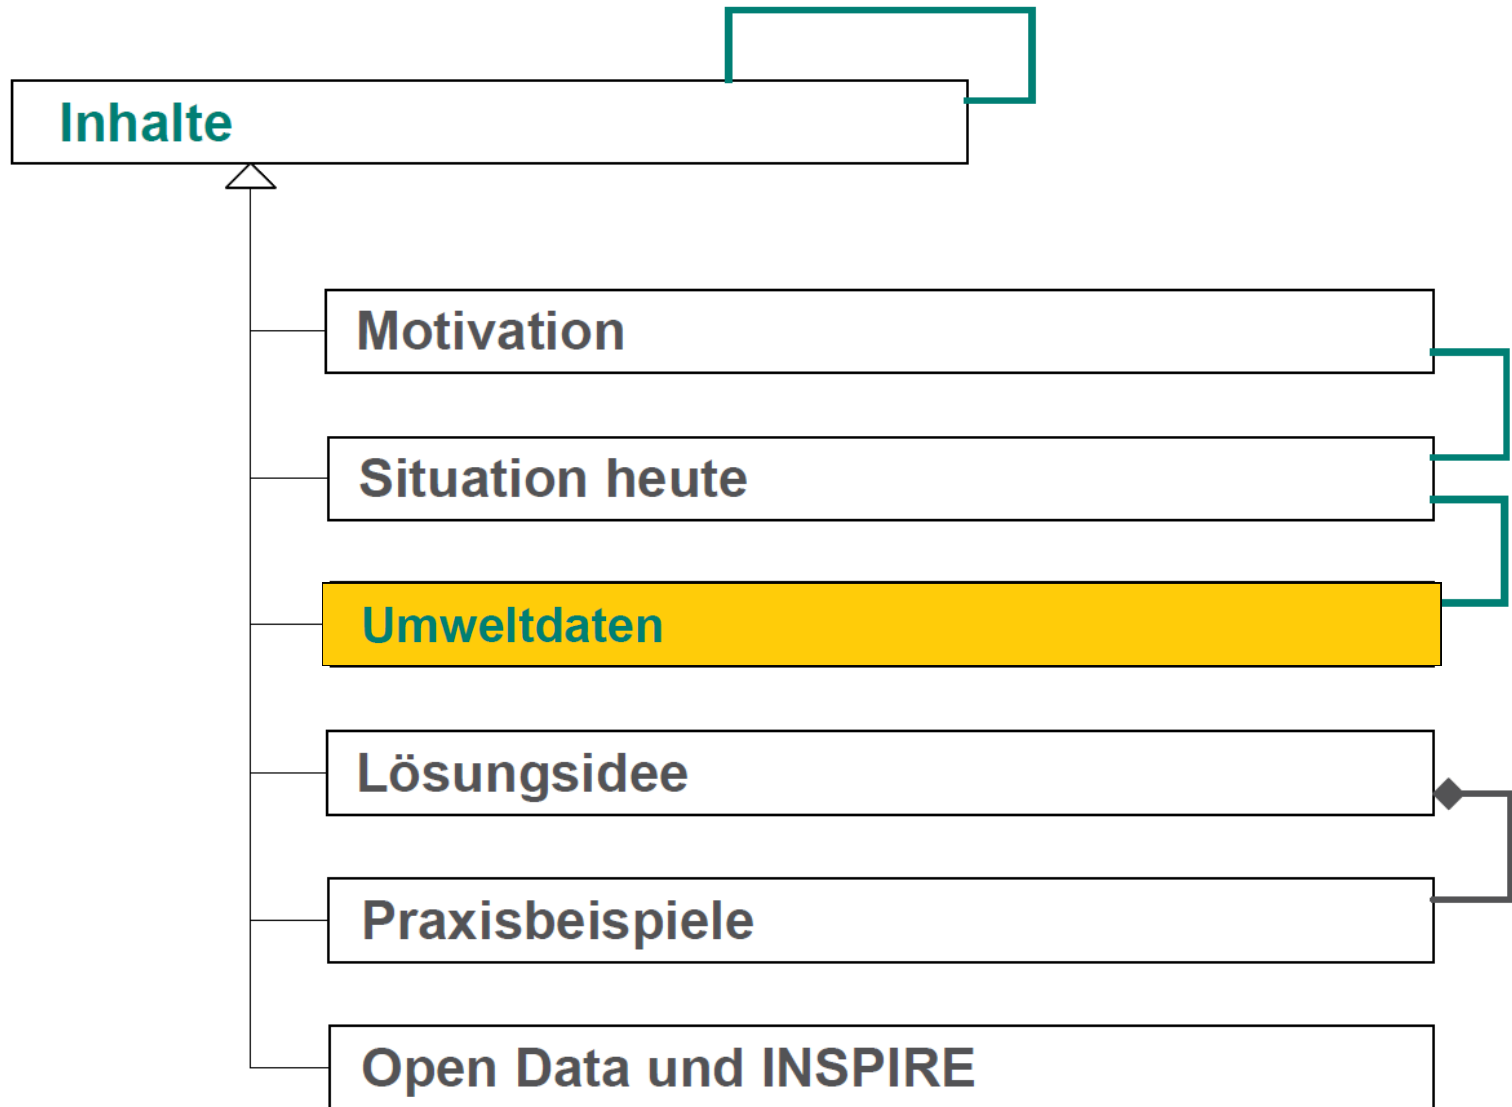 Inhalte
Motivation
Situation heute
Umweltdaten
Lösungsidee
Praxisbeispiele
Open Data und INSPIRE